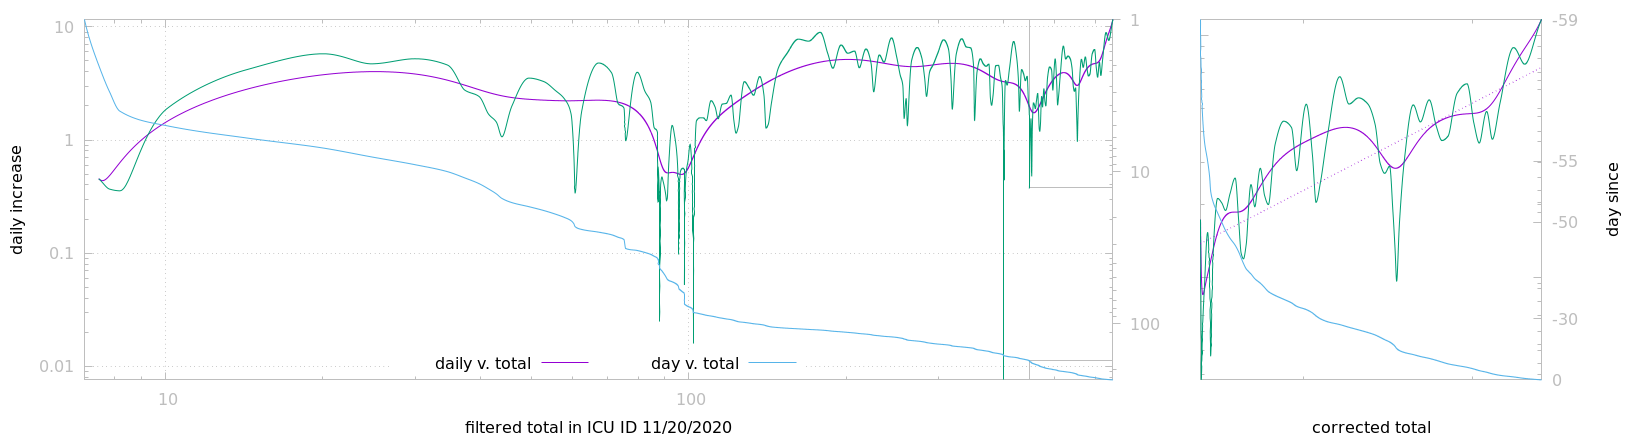 10
1
0.1
0.01
daily increase
daily v. total
day v. total
10
100
filtered total in ICU ID 11/20/2020
1
10
100
-59
-55
-50
-30
0
day since
corrected total